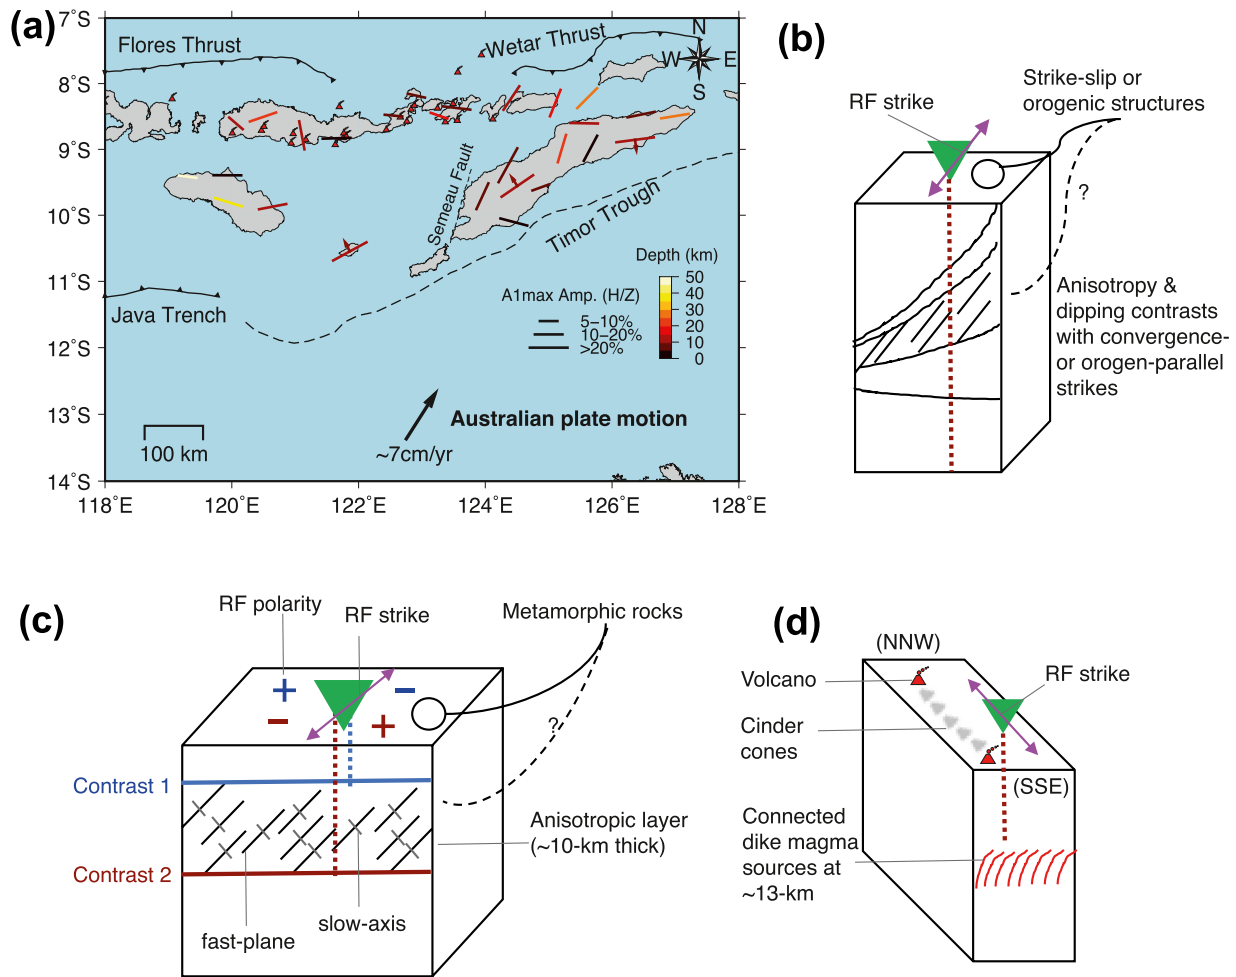 (a)
7°S
8°S
9°S
10°S
11°S
12°S
13°S
14°S
118°E
120°E
122°E
124°E
126°E
128°E
Flores Thrust
Wetar Thrust
N
W
E
S
Semeau Fault
Timor Trough
Java Trench
Depth (km)
50
40
30
20
10
0
A1max Amp. (H/Z)
5–10%
10–20%
>20%
100 km
~7cm/yr
Australian plate motion
(b)
RF strike
Strike-slip or
orogenic structures
?
Anisotropy &
dipping contrasts
with convergence-
or orogen-parallel
strikes
(c)
RF polarity
RF strike
Metamorphic rocks
+
–
–
+
?
Contrast 1
Contrast 2
Anisotropic layer
(~10-km thick)
slow-axis
fast-plane
(d)
(NNW)
Volcano
RF strike
Cinder
cones
(SSE)
Connected
dike magma
sources at
~13-km